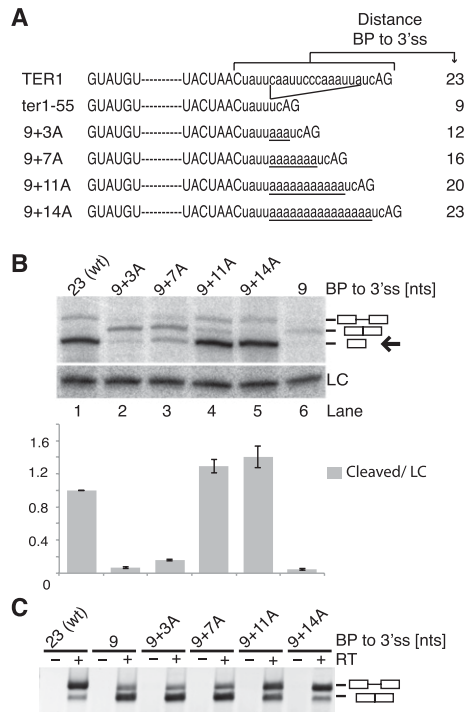 A
Distance
BP to 3'ss
TER1 GUAUGU---------UACUAACuauucaauucccaaauuaucAG 23
ter1-55 GUAUGU---------UACUAACuauuucAG 9
9+3A GUAUGU---------UACUAACuauuaaaucAG 12
9+7A GUAUGU---------UACUAACuauuaaaaaaaucAG 16
9+11A GUAUGU---------UACUAACuauuaaaaaaaaaaaucAG 20
9+14A GUAUGU---------UACUAACuauuaaaaaaaaaaaaaaucAG 23
B
23 (wt) 9+3A 9+7A 9+11A 9+14A 9 BP to 3'ss [nts]
LC
1 2 3 4 5 6 Lane
1.6
1.2
0.8
0.4
0
Cleaved/ LC
C
23 (wt) 9 9+3A 9+7A 9+11A 9+14A BP to 3'ss [nts]
− + − + − + − + − + − + RT